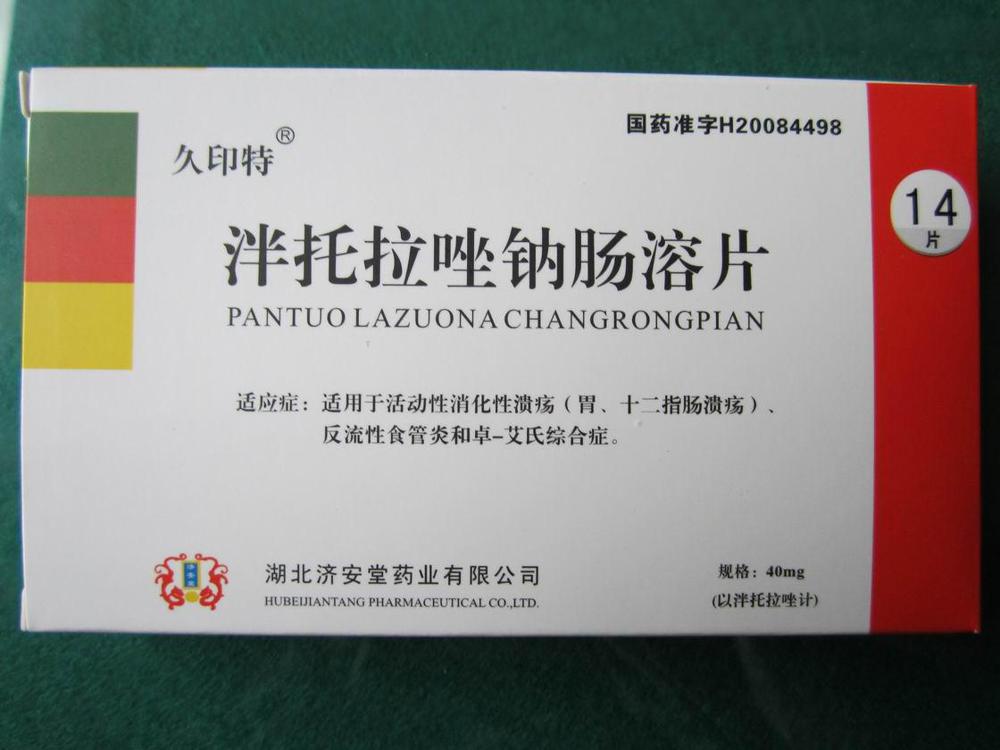 国药准字H20084498
久印特®
14
片
泮托拉唑钠肠溶片
PANTUO LAZUONA CHANGRONGPIAN
适应症：适用于活动性消化性溃疡（胃、十二指肠溃疡）、
反流性食管炎和卓-艾氏综合症。
济安堂
湖北济安堂药业有限公司
HUBEIJIANTANG PHARMACEUTICAL CO.,LTD.
规格：40mg
(以泮托拉唑计)